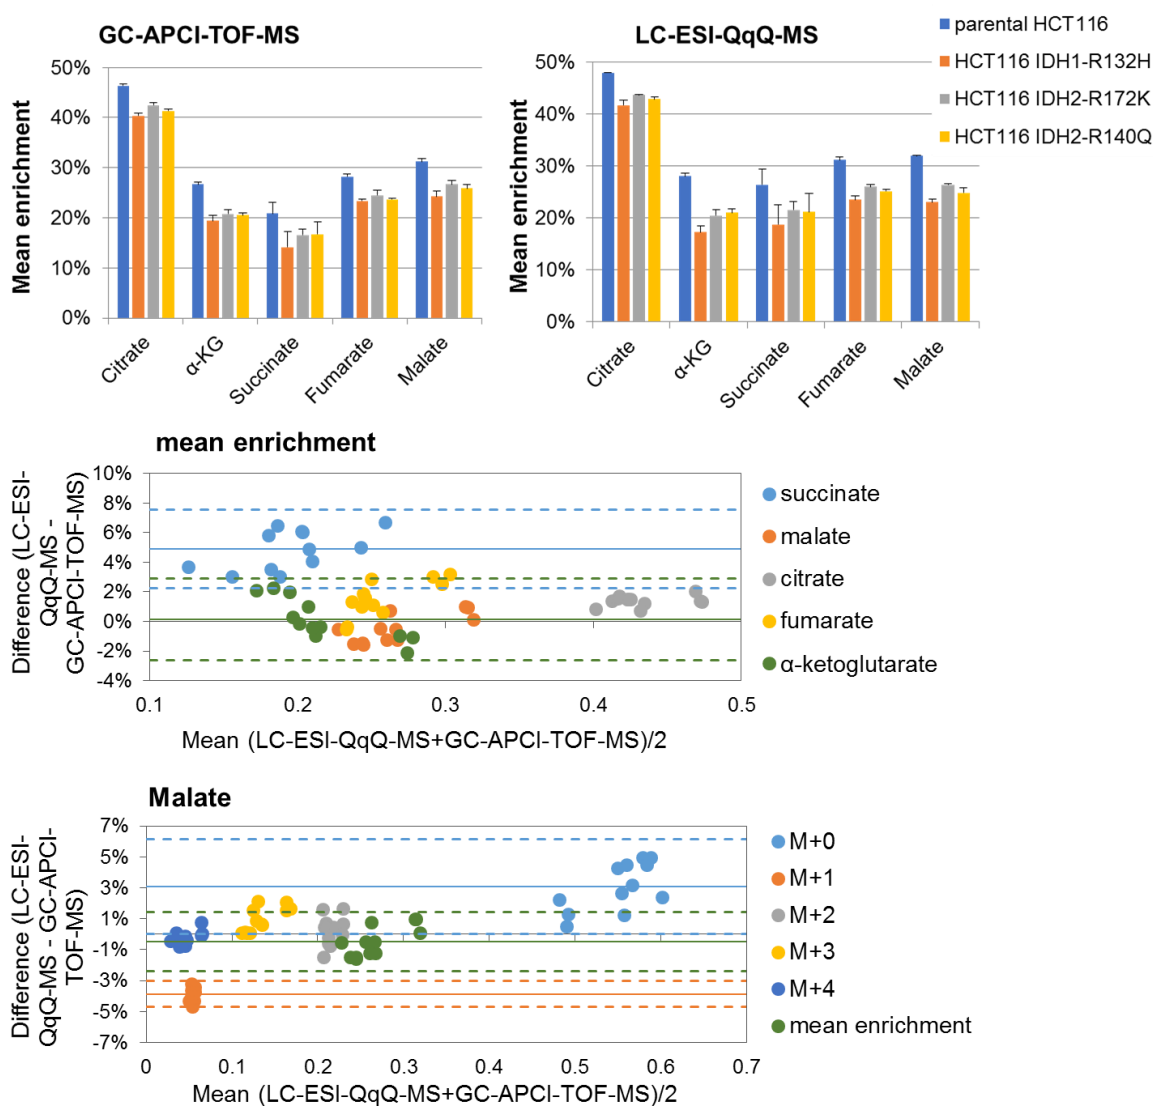 GC-APCI-TOF-MS
Mean enrichment
50%
40%
30%
20%
10%
0%
Citrate
α-KG
Succinate
Fumarate
Malate
LC-ESI-QqQ-MS
Mean enrichment
50%
40%
30%
20%
10%
0%
Citrate
α-KG
Succinate
Fumarate
Malate
parental HCT116
HCT116 IDH1-R132H
HCT116 IDH2-R172K
HCT116 IDH2-R140Q
mean enrichment
Difference (LC-ESI-
QqQ-MS -
GC-APCI-TOF-MS)
10%
8%
6%
4%
2%
0%
-2%
-4%
0.1
0.2
0.3
0.4
0.5
Mean (LC-ESI-QqQ-MS+GC-APCI-TOF-MS)/2
succinate
malate
citrate
fumarate
α-ketoglutarate
Malate
Difference (LC-ESI-
QqQ-MS - GC-APCI-
TOF-MS)
7%
5%
3%
1%
-1%
-3%
-5%
-7%
0
0.1
0.2
0.3
0.4
0.5
0.6
0.7
Mean (LC-ESI-QqQ-MS+GC-APCI-TOF-MS)/2
M+0
M+1
M+2
M+3
M+4
mean enrichment